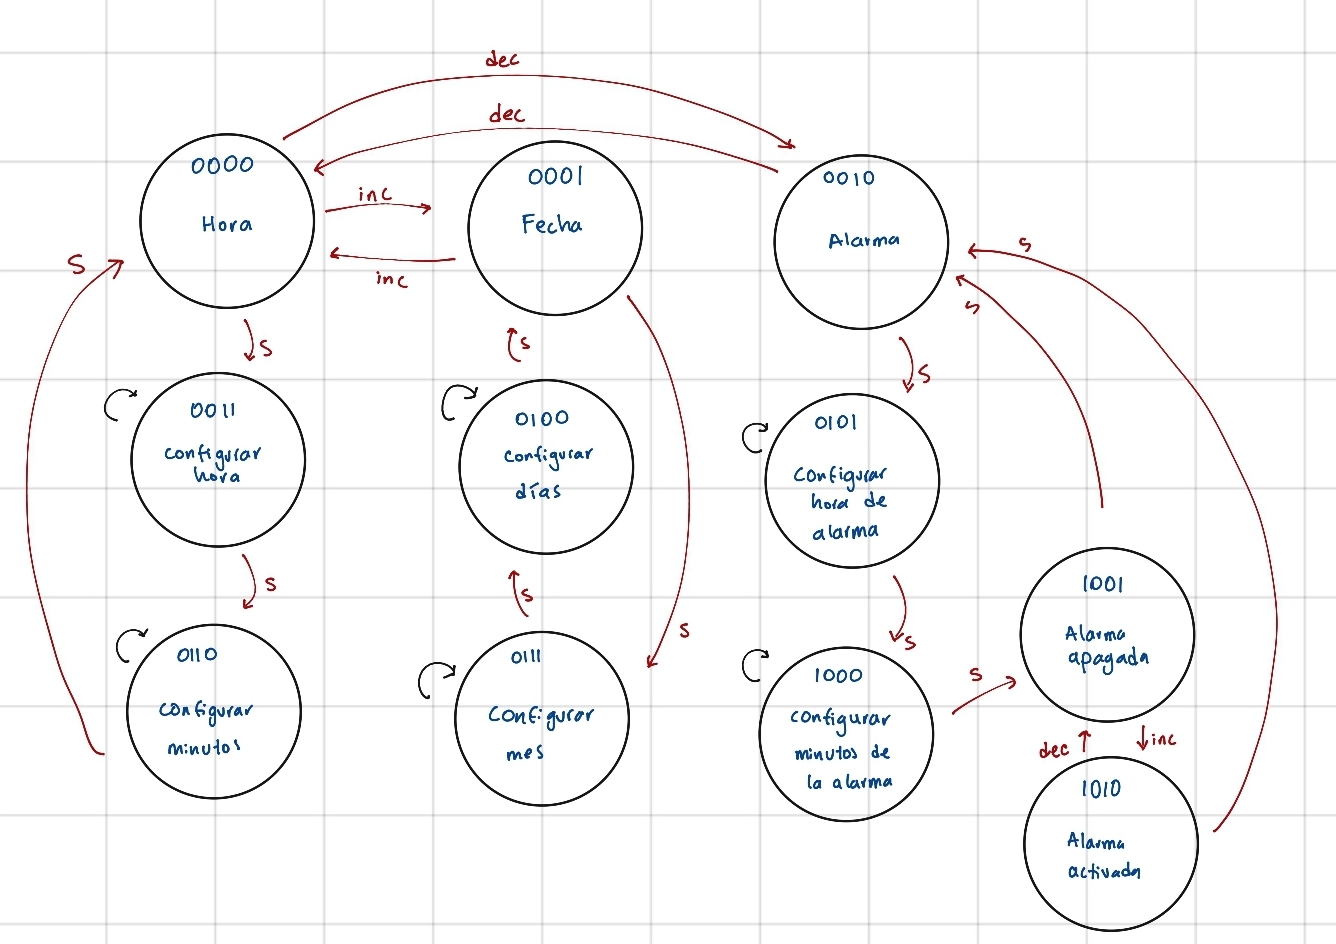 dec
dec
0000
Hora
inc
inc
0001
Fecha
0010
Alarma
S
S
S
S
S
S
0011
Configurar
hora
0100
Configurar
días
0101
Configurar
hora de
alarma
S
S
S
S
0110
Configurar
minutos
0111
Configurar
mes
1000
Configurar
minutos de
la alarma
S
1001
Alarma
apagada
dec
inc
1010
Alarma
activada